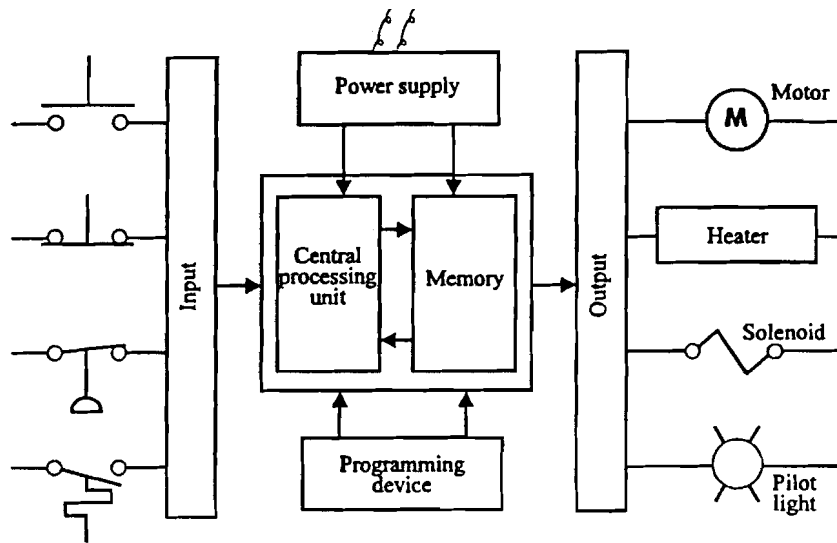 Power supply
Input
Central
processing
unit
Memory
Programming
device
Output
Motor
M
Heater
Solenoid
Pilot
light